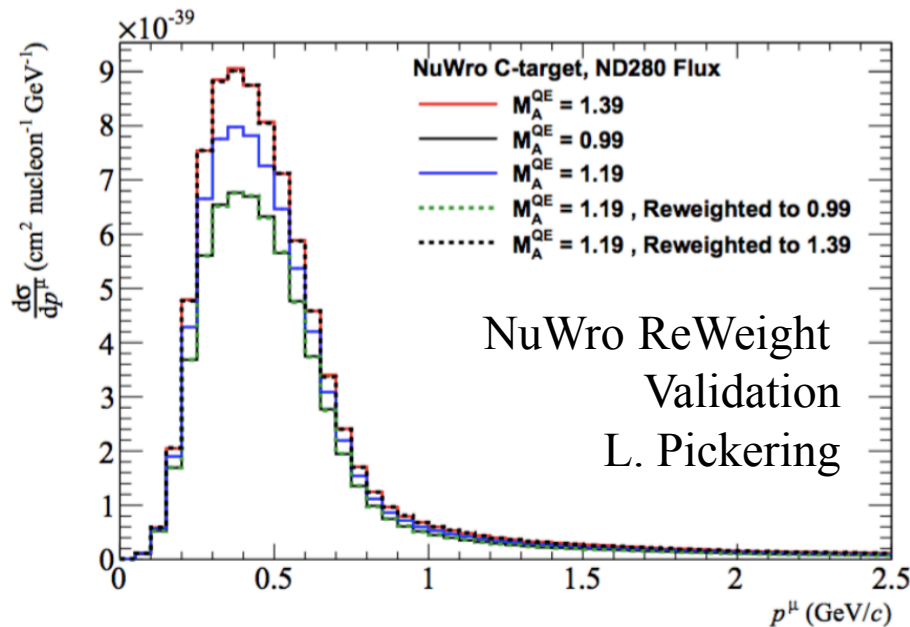 ×10⁻³⁹
dσ/dp^μ (cm² nucleon⁻¹ GeV⁻¹)
9
8
7
6
5
4
3
2
1
0
NuWro C-target, ND280 Flux
M_A^QE = 1.39
M_A^QE = 0.99
M_A^QE = 1.19
M_A^QE = 1.19 , Reweighted to 0.99
M_A^QE = 1.19 , Reweighted to 1.39
NuWro ReWeight
Validation
L. Pickering
0 0.5 1 1.5 2 2.5
p^μ (GeV/c)